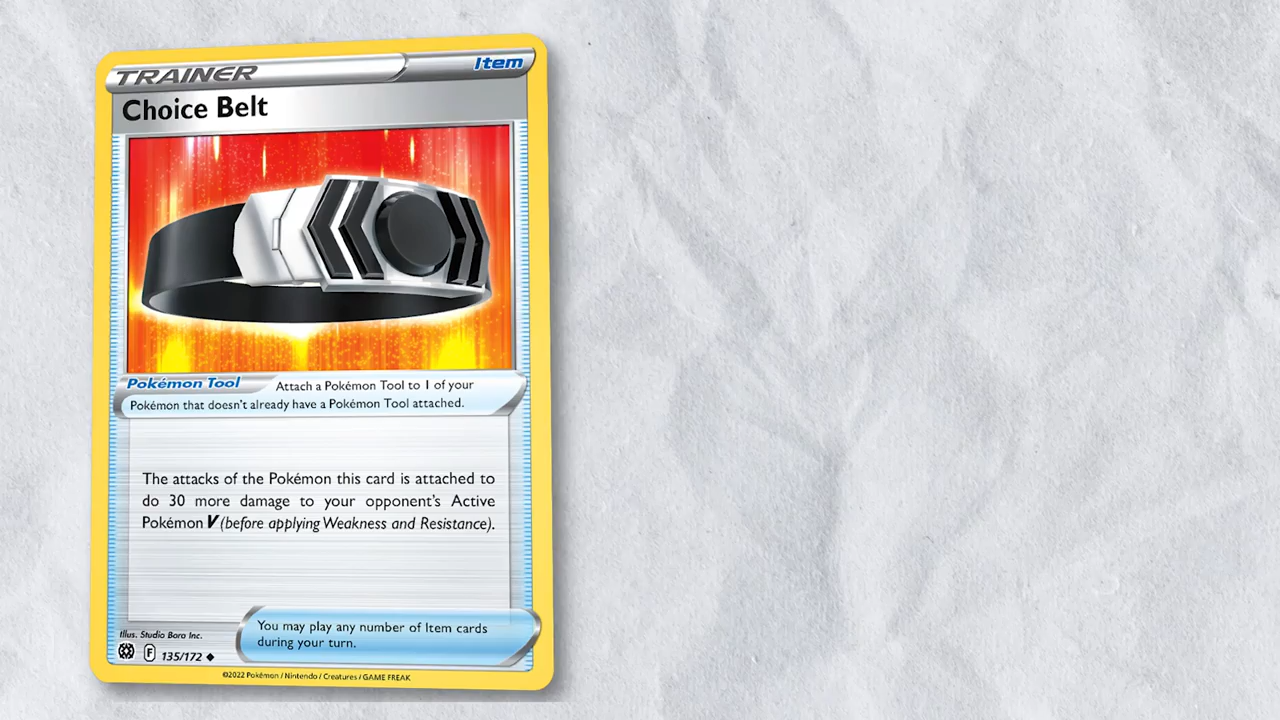 TRAINER
Item
Choice Belt
Pokémon Tool Attach a Pokémon Tool to 1 of your
Pokémon that doesn't already have a Pokémon Tool attached.
The attacks of the Pokémon this card is attached to
do 30 more damage to your opponent's Active
Pokémon V (before applying Weakness and Resistance).
You may play any number of Item cards
during your turn.
Illus. Studio Bora Inc.
F 135/172
©2022 Pokémon / Nintendo / Creatures / GAME FREAK